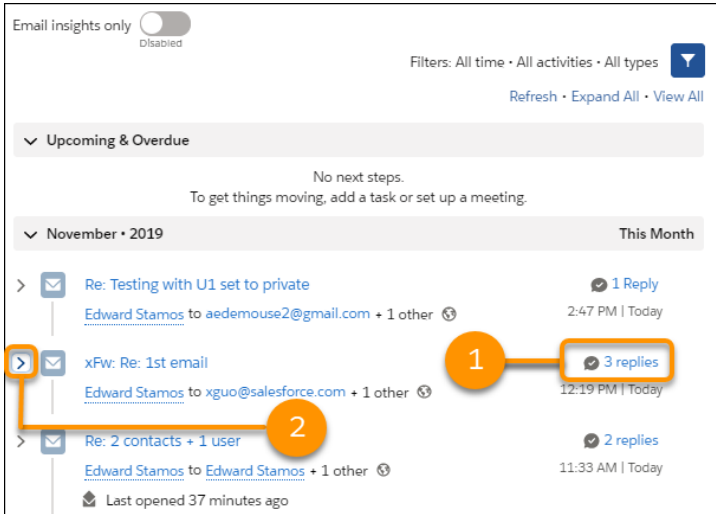 Email insights only
Disabled
Filters: All time • All activities • All types
Refresh • Expand All • View All
Upcoming & Overdue
No next steps.
To get things moving, add a task or set up a meeting.
November • 2019 This Month
Re: Testing with U1 set to private 1 Reply
Edward Stamos to aedemouse2@gmail.com + 1 other 2:47 PM | Today
xFw: Re: 1st email 1 3 replies
Edward Stamos to xguo@salesforce.com + 1 other 12:19 PM | Today
2
Re: 2 contacts + 1 user 2 replies
Edward Stamos to Edward Stamos + 1 other 11:33 AM | Today
Last opened 37 minutes ago